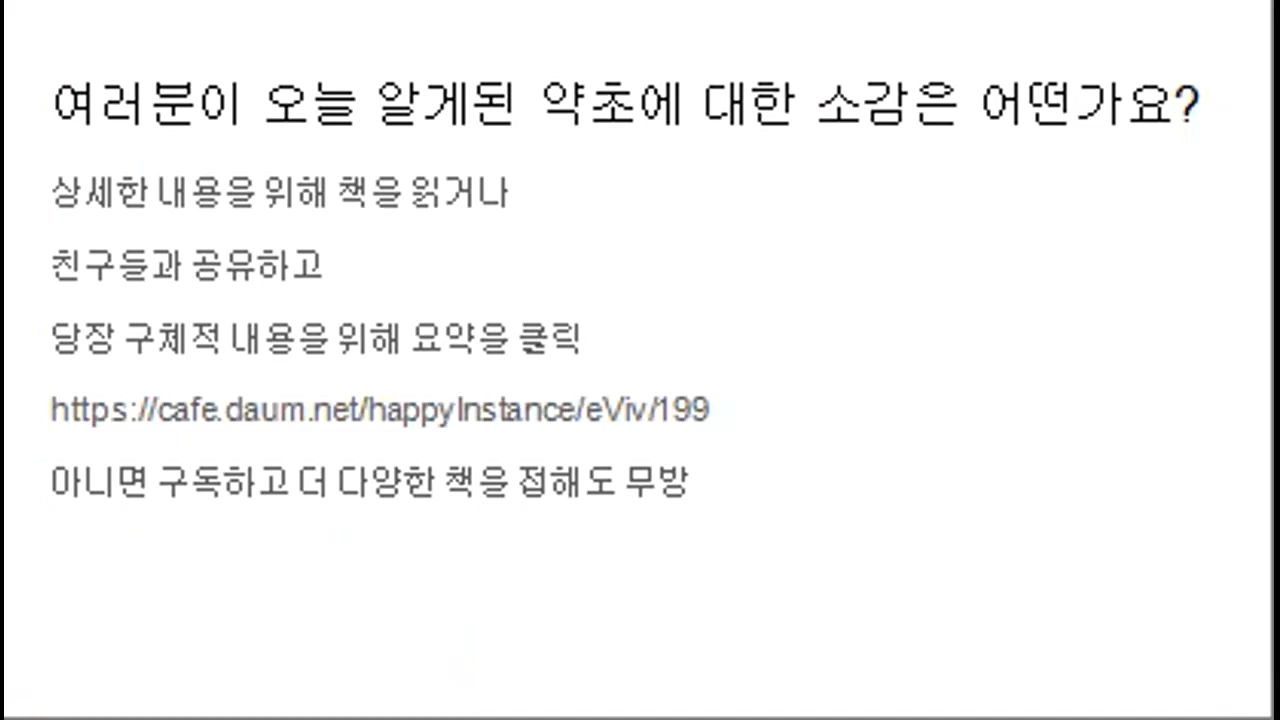 여러분이 오늘 알게된 약초에 대한 소감은 어떤가요?
상세한 내용을 위해 책을 읽거나
친구들과 공유하고
당장 구체적 내용을 위해 요약을 클릭
https://cafe.daum.net/happyInstance/eViv/199
아니면 구독하고 더 다양한 책을 접해도 무방